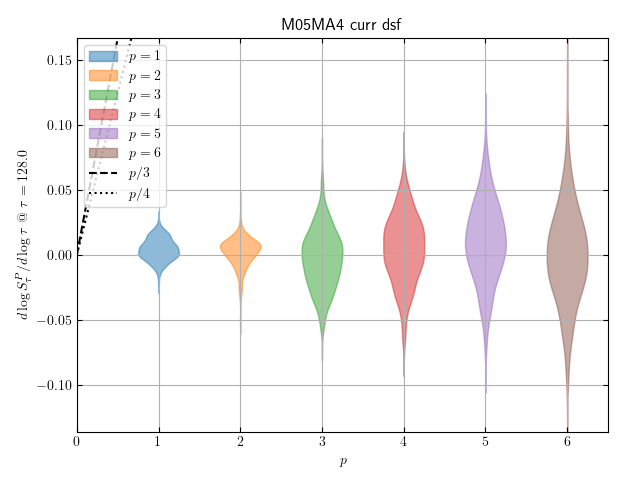 M05MA4 curr dsf
p = 1
p = 2
p = 3
p = 4
p = 5
p = 6
p/3
p/4
0.15
0.10
0.05
0.00
−0.05
−0.10
d log S_τ^P / d log τ @ τ = 128.0
0 1 2 3 4 5 6
p